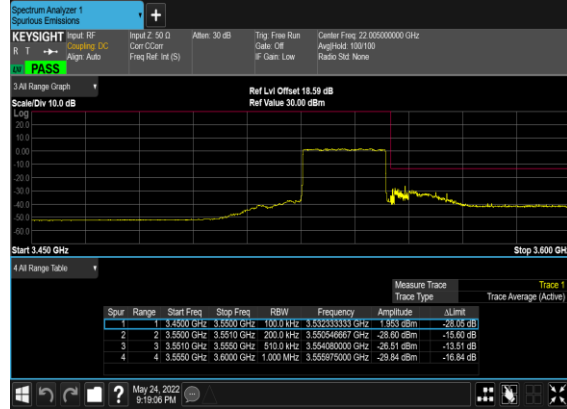 Spectrum Analyzer 1
Spurious Emissions
KEYSIGHT Input: RF Input Z: 50 Ω Atten: 30 dB Trig: Free Run Center Freq: 22.005000000 GHz
R T Coupling: DC Corr CCorr Gate: Off Avg|Hold: 100/100
Align: Auto Freq Ref: Int (S) IF Gain: Low Radio Std: None
PASS
3 All Range Graph
Ref Lvl Offset 18.59 dB
Scale/Div 10.0 dB Ref Value 30.00 dBm
Log
20.0
10.0
0.00
-10.0
-20.0
-30.0
-40.0
-50.0
-60.0
Start 3.450 GHz Stop 3.600 GH
4 All Range Table
Measure Trace Trace 1
Trace Type Trace Average (Active)
Spur Range Start Freq Stop Freq RBW Frequency Amplitude ΔLimit
1 1 3.4500 GHz 3.5500 GHz 100.0 kHz 3.532333333 GHz 1.953 dBm -28.05 dB
2 2 3.5500 GHz 3.5510 GHz 200.0 kHz 3.550546667 GHz -28.60 dBm -15.60 dB
3 3 3.5510 GHz 3.5550 GHz 510.0 kHz 3.554080000 GHz -26.51 dBm -13.51 dB
4 4 3.5550 GHz 3.6000 GHz 1.000 MHz 3.555975000 GHz -29.84 dBm -16.84 dB
? May 24, 2022
9:19:06 PM